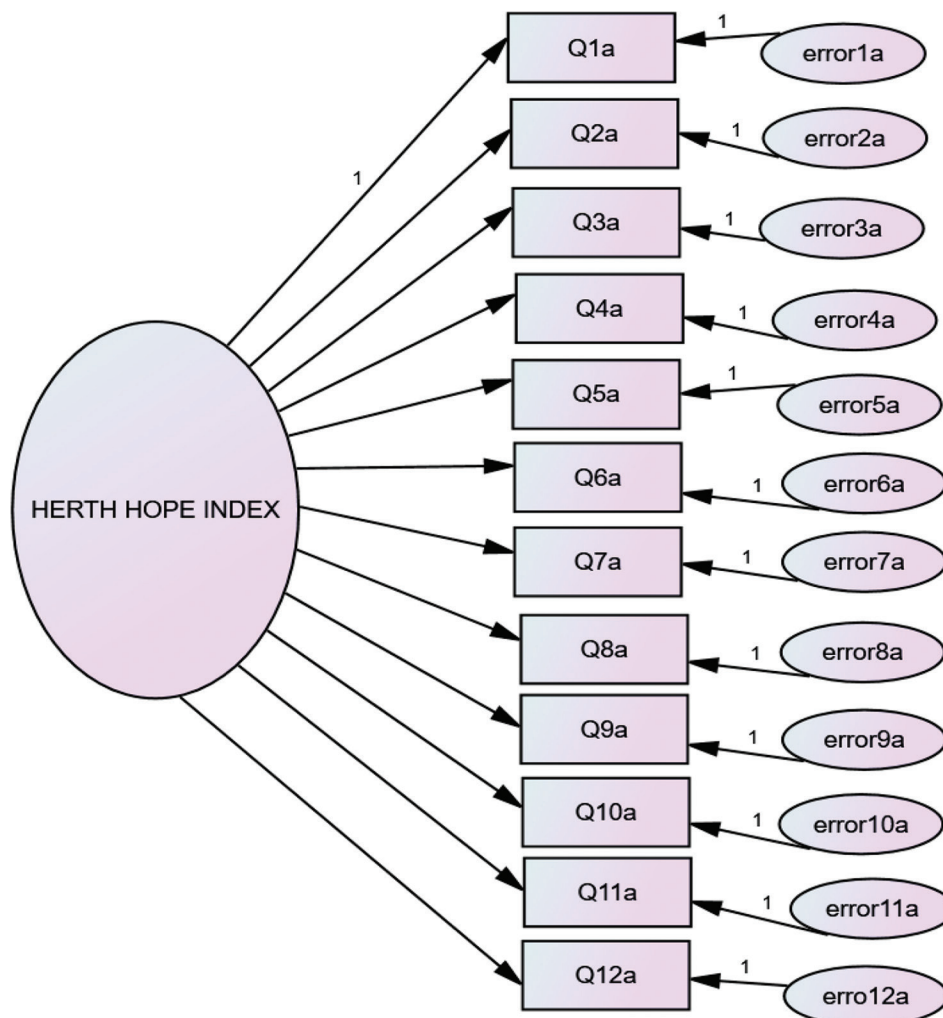 Q1a
1
error1a
Q2a
1
error2a
Q3a
1
error3a
1
Q4a
1
error4a
Q5a
1
error5a
HERTH HOPE INDEX
Q6a
1
error6a
Q7a
1
error7a
Q8a
1
error8a
Q9a
1
error9a
Q10a
1
error10a
Q11a
1
error11a
Q12a
1
erro12a